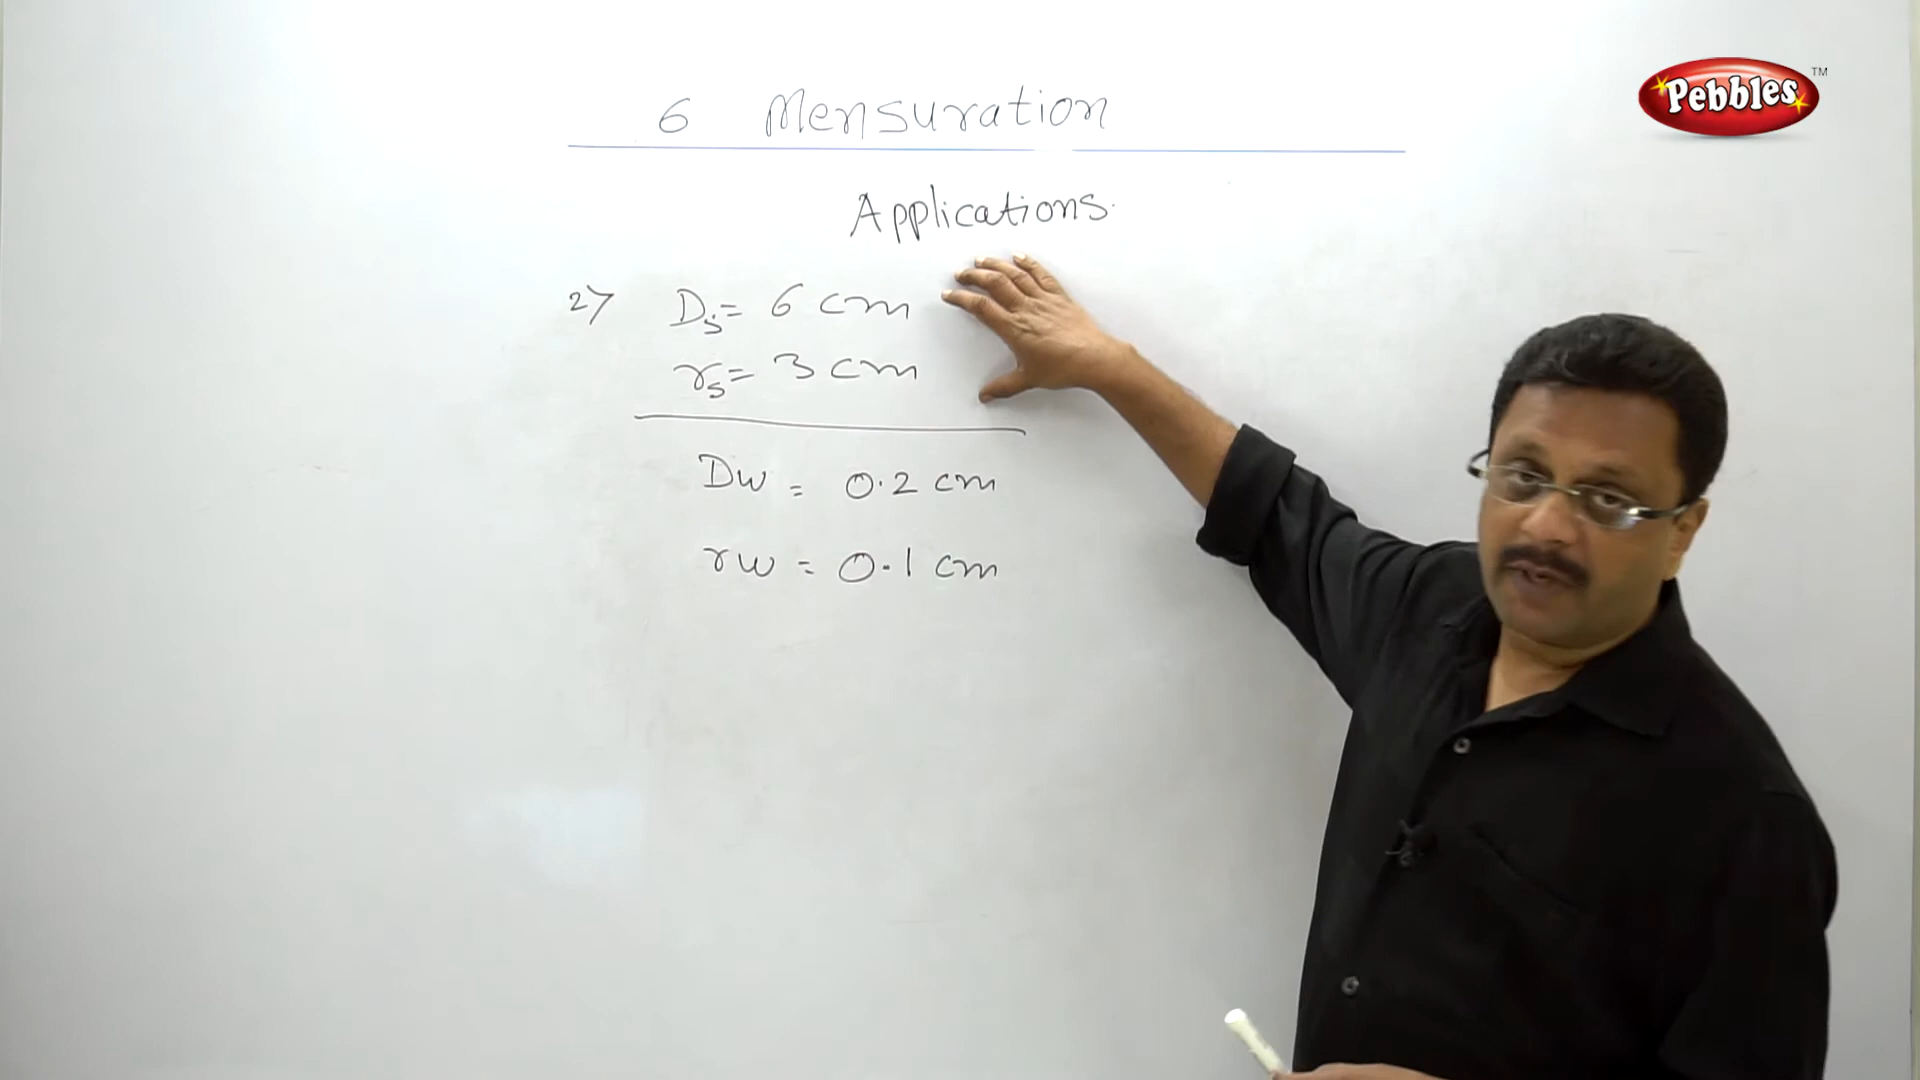 Pebbles TM
6 Mensuration
Applications.
2> Ds = 6 cm
rs = 3 cm
Dw = 0.2 cm
rw = 0.1 cm